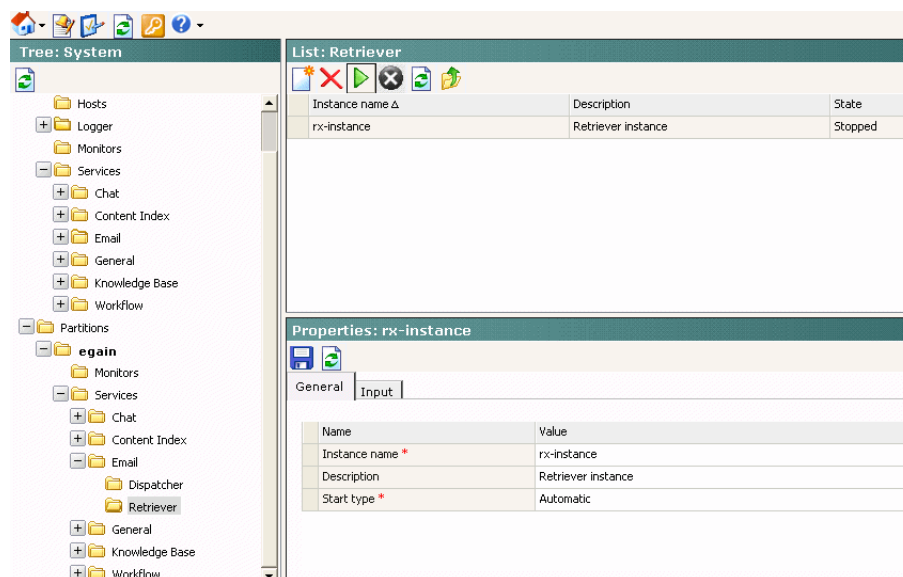 Tree: System
Hosts
Logger
Monitors
Services
Chat
Content Index
Email
General
Knowledge Base
Workflow
Partitions
egain
Monitors
Services
Chat
Content Index
Email
Dispatcher
Retriever
General
Knowledge Base
Workflow
List: Retriever
Instance name Description State
rx-instance Retriever instance Stopped
Properties: rx-instance
General Input
Name Value
Instance name * rx-instance
Description Retriever instance
Start type * Automatic